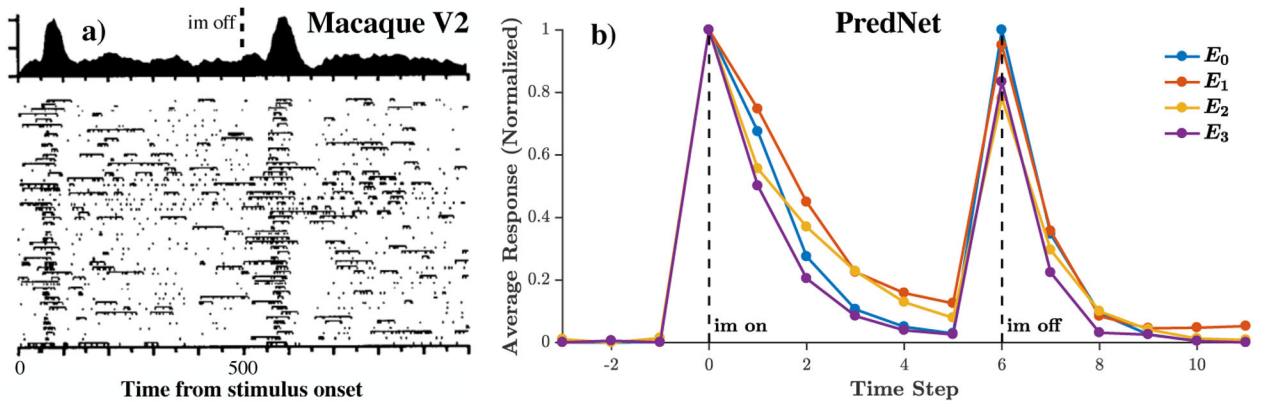 a)
im off
Macaque V2
0
500
Time from stimulus onset
b)
PredNet
Average Response (Normalized)
1
0.8
0.6
0.4
0.2
0
im on
im off
E0
E1
E2
E3
-2
0
2
4
6
8
10
Time Step